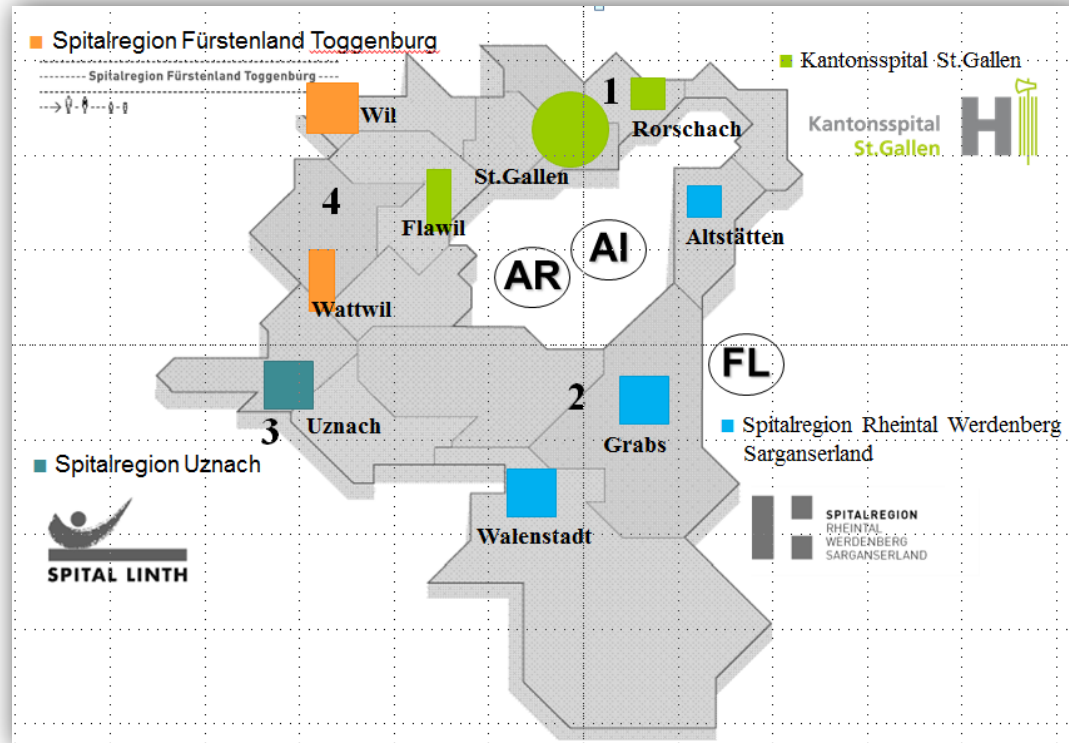 Spitalregion Fürstenland Toggenburg
Spitalregion Fürstenland Toggenburg
Kantonsspital St.Gallen
Kantonsspital
St.Gallen
H
1
Wil
Rorschach
St.Gallen
4
Flawil
Altstätten
AI
AR
Wattwil
FL
2
3
Uznach
Grabs
Spitalregion Rheintal Werdenberg
Sarganserland
Spitalregion Uznach
Walenstadt
SPITALREGION
RHEINTAL
WERDENBERG
SARGANSERLAND
SPITAL LINTH